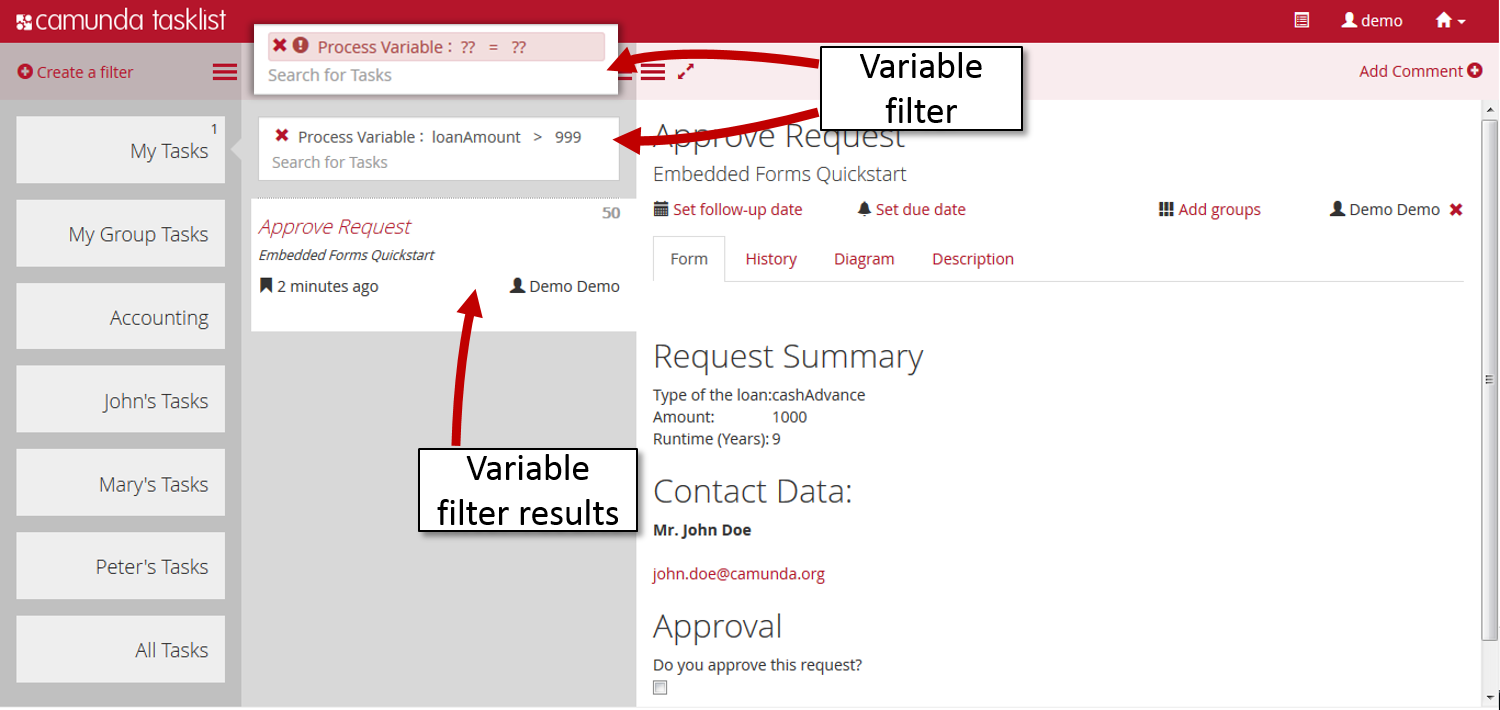 camunda tasklist
demo
Create a filter
Process Variable : ?? = ??
Search for Tasks
Variable
filter
Add Comment
1
My Tasks
My Group Tasks
Accounting
John's Tasks
Mary's Tasks
Peter's Tasks
All Tasks
Process Variable : loanAmount > 999
Search for Tasks
50
Approve Request
Embedded Forms Quickstart
2 minutes ago
Demo Demo
Variable
filter results
Approve Request
Embedded Forms Quickstart
Set follow-up date
Set due date
Add groups
Demo Demo
Form
History
Diagram
Description
Request Summary
Type of the loan:cashAdvance
Amount: 1000
Runtime (Years): 9
Contact Data:
Mr. John Doe
john.doe@camunda.org
Approval
Do you approve this request?